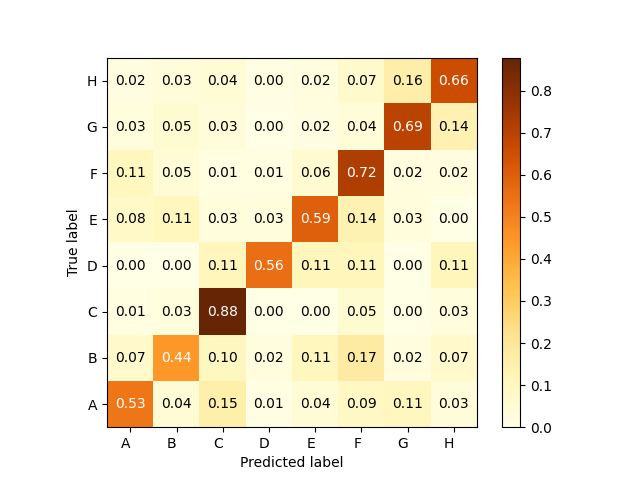 H 0.02 0.03 0.04 0.00 0.02 0.07 0.16 0.66
G 0.03 0.05 0.03 0.00 0.02 0.04 0.69 0.14
F 0.11 0.05 0.01 0.01 0.06 0.72 0.02 0.02
E 0.08 0.11 0.03 0.03 0.59 0.14 0.03 0.00
D 0.00 0.00 0.11 0.56 0.11 0.11 0.00 0.11
C 0.01 0.03 0.88 0.00 0.00 0.05 0.00 0.03
B 0.07 0.44 0.10 0.02 0.11 0.17 0.02 0.07
A 0.53 0.04 0.15 0.01 0.04 0.09 0.11 0.03
A B C D E F G H
Predicted label
True label
0.8
0.7
0.6
0.5
0.4
0.3
0.2
0.1
0.0